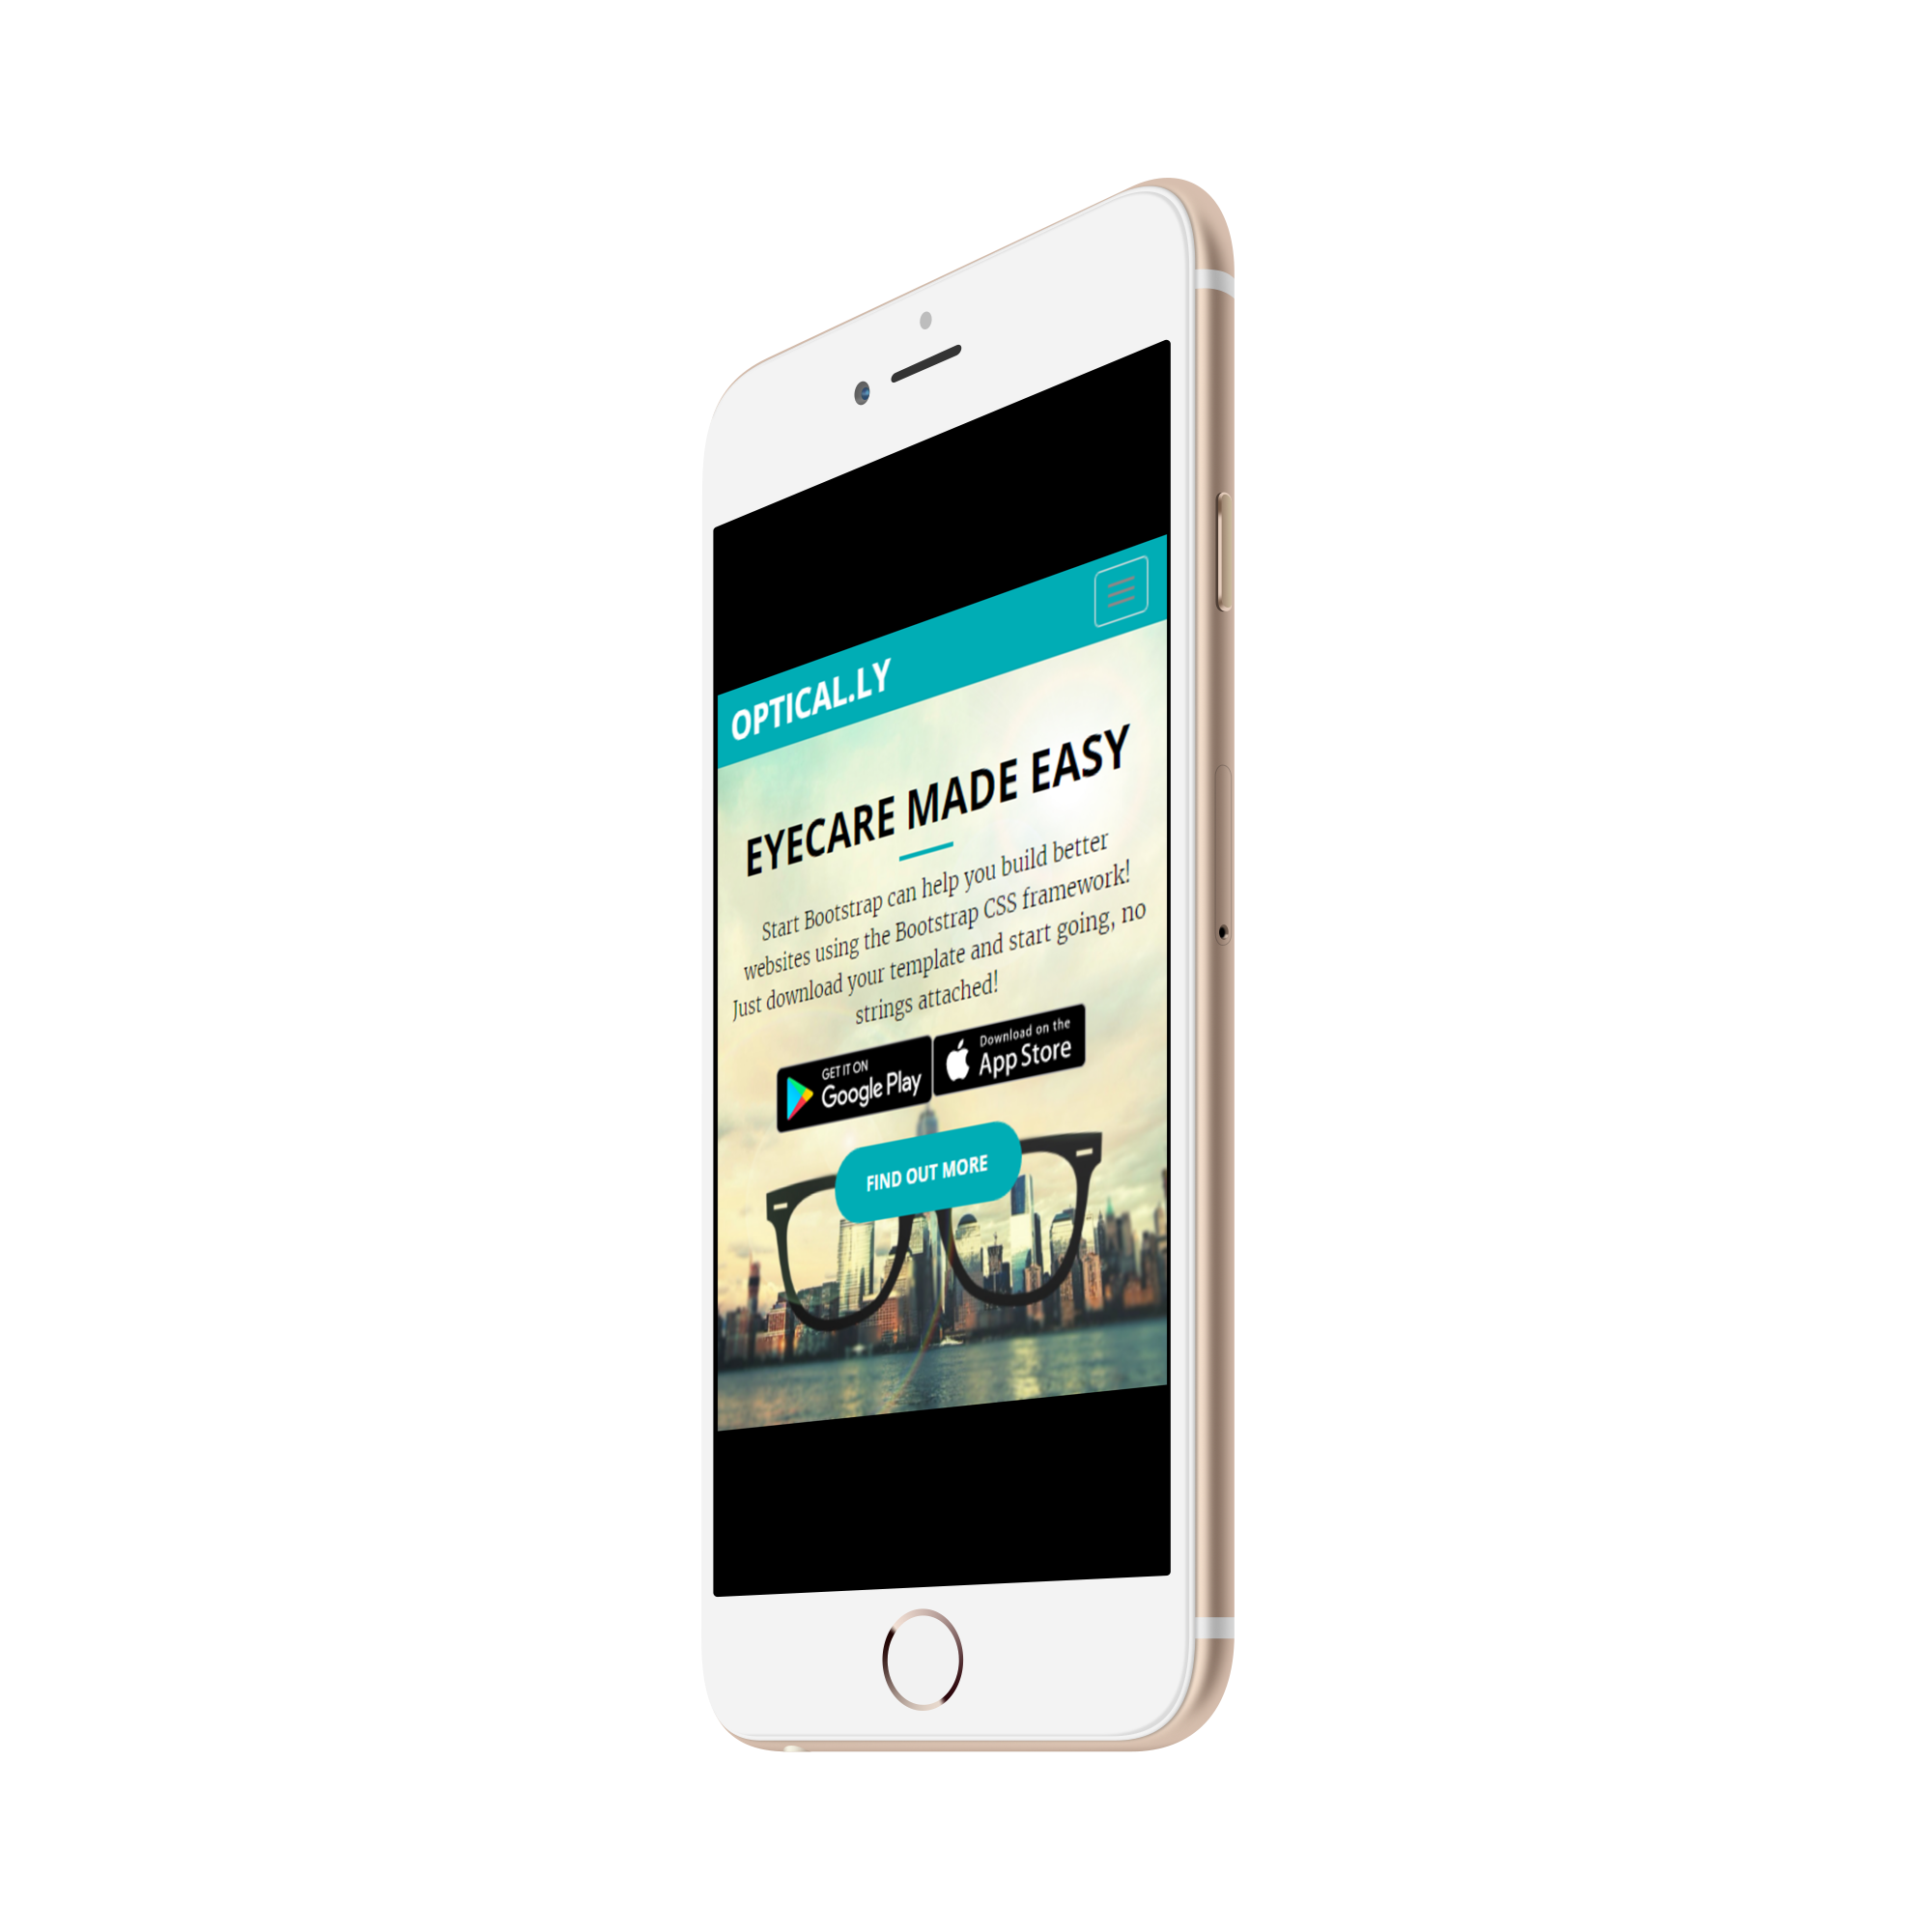 OPTICAL.LY
EYECARE MADE EASY
Start Bootstrap can help you build better
websites using the Bootstrap CSS framework!
Just download your template and start going, no
strings attached!
GET IT ON
Google Play
Download on the
App Store
FIND OUT MORE